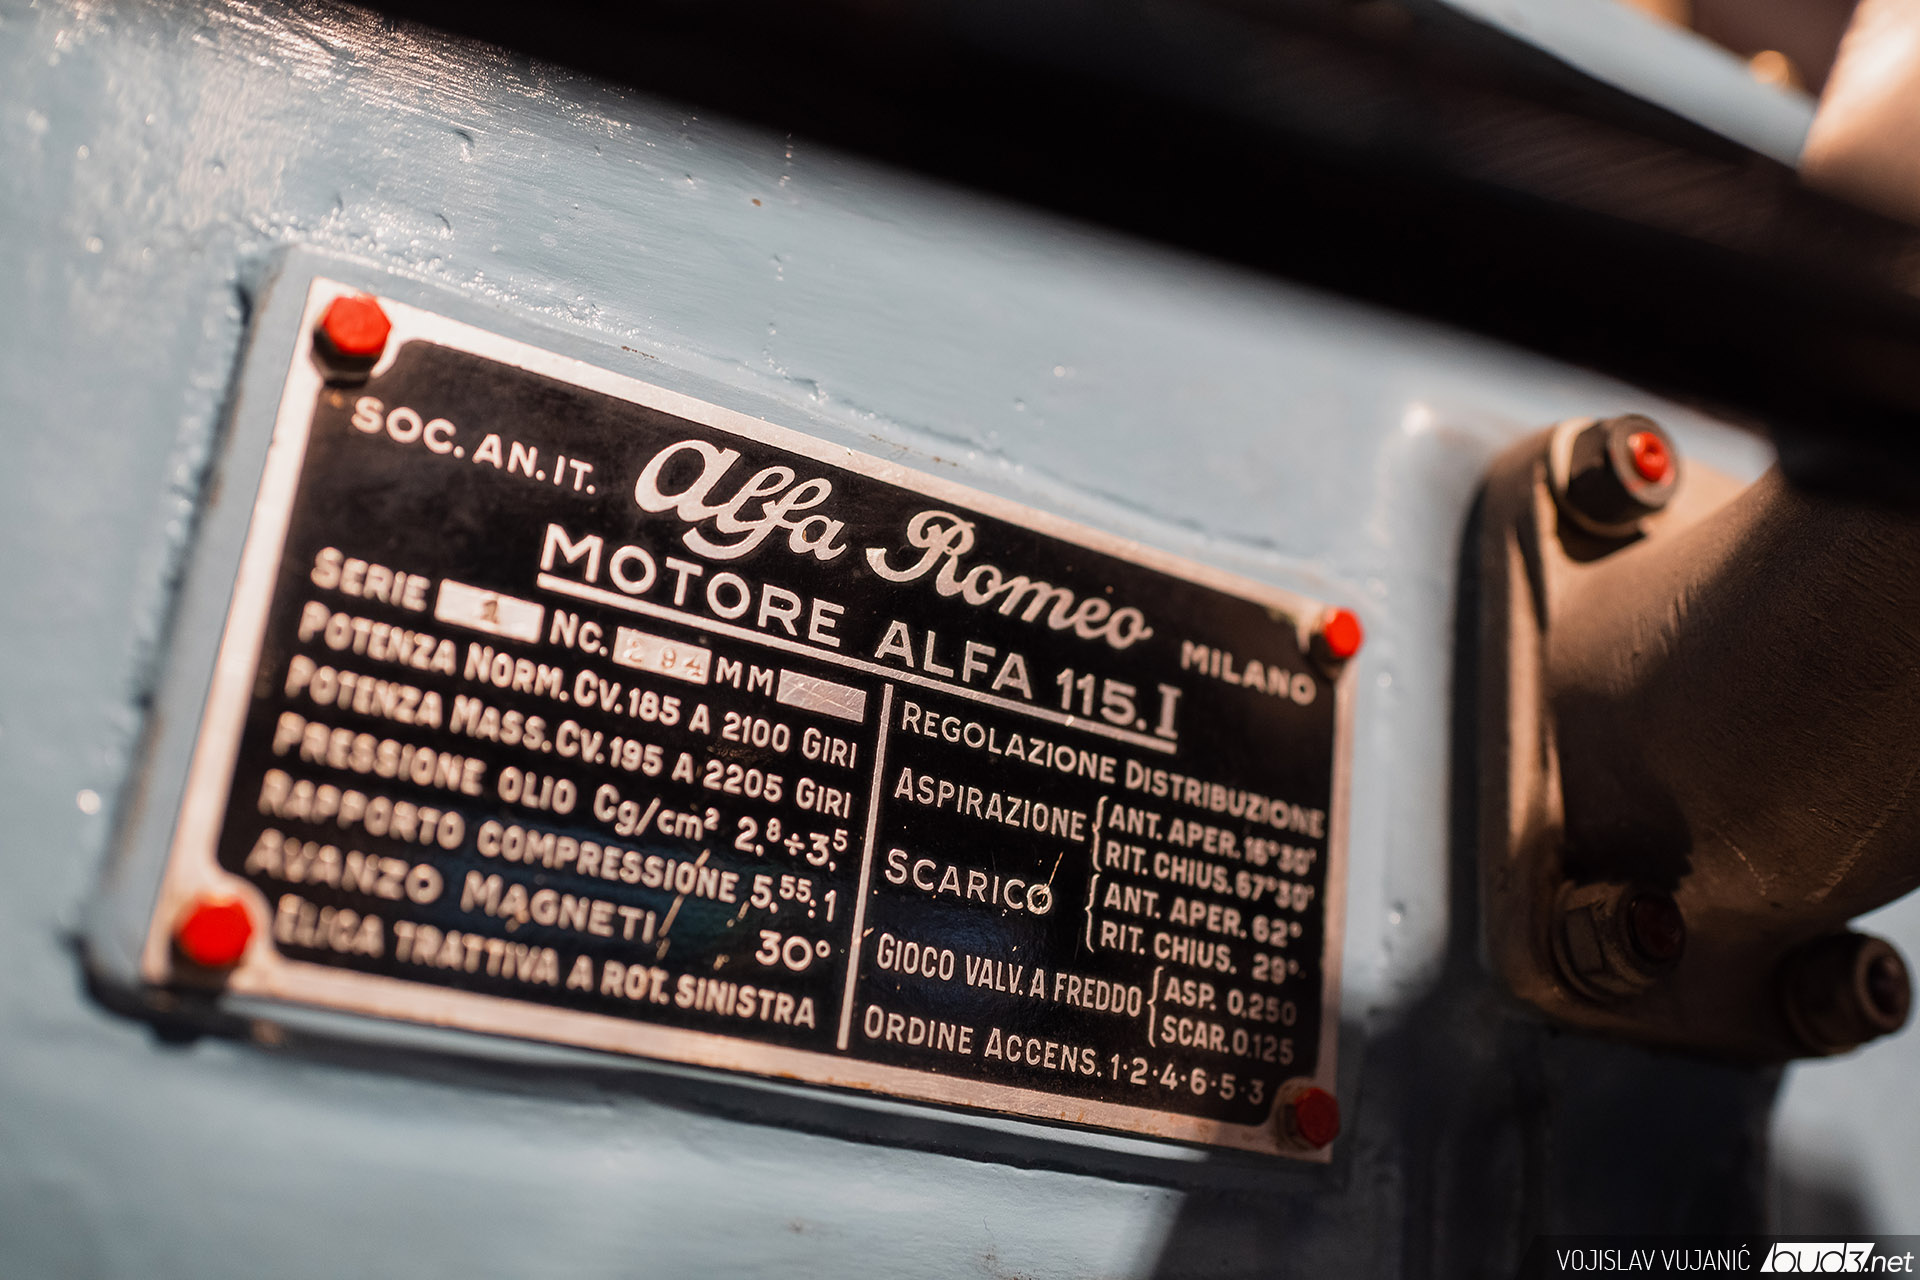 SOC. AN. IT. Alfa Romeo MILANO
MOTORE ALFA 115.I
SERIE 1 NC. 294 MM
POTENZA NORM. CV. 185 A 2100 GIRI
POTENZA MASS. CV. 195 A 2205 GIRI
PRESSIONE OLIO Cg/cm² 2,⁸÷3,⁵
RAPPORTO COMPRESSIONE 5,⁵⁵:1
AVANZO MAGNETI 30°
ELICA TRATTIVA A ROT. SINISTRA
REGOLAZIONE DISTRIBUZIONE
ASPIRAZIONE { ANT. APER. 16°30'
RIT. CHIUS. 67°30'
SCARICO { ANT. APER. 62°
RIT. CHIUS. 29°
GIOCO VALV. A FREDDO { ASP. 0,250
SCAR. 0,125
ORDINE ACCENS. 1·2·4·6·5·3
VOJISLAV VUJANIĆ bud3.net